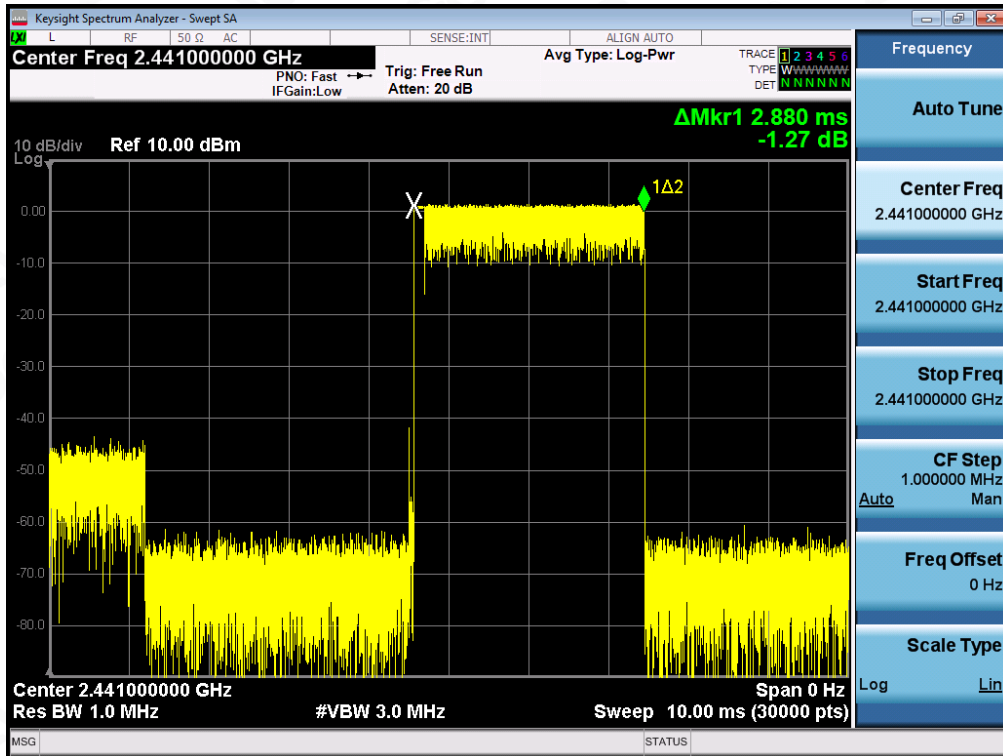 Keysight Spectrum Analyzer - Swept SA
LXI L RF 50 Ω AC SENSE:INT ALIGN AUTO
Center Freq 2.441000000 GHz
PNO: Fast
IFGain:Low
Trig: Free Run
Atten: 20 dB
Avg Type: Log-Pwr
TRACE 1 2 3 4 5 6
TYPE WWWWWW
DET N N N N N N
ΔMkr1 2.880 ms
-1.27 dB
10 dB/div Ref 10.00 dBm
Log
1Δ2
0.00
-10.0
-20.0
-30.0
-40.0
-50.0
-60.0
-70.0
-80.0
Center 2.441000000 GHz Span 0 Hz
Res BW 1.0 MHz #VBW 3.0 MHz Sweep 10.00 ms (30000 pts)
MSG STATUS
Frequency
Auto Tune
Center Freq
2.441000000 GHz
Start Freq
2.441000000 GHz
Stop Freq
2.441000000 GHz
CF Step
1.000000 MHz
Auto Man
Freq Offset
0 Hz
Scale Type
Log Lin